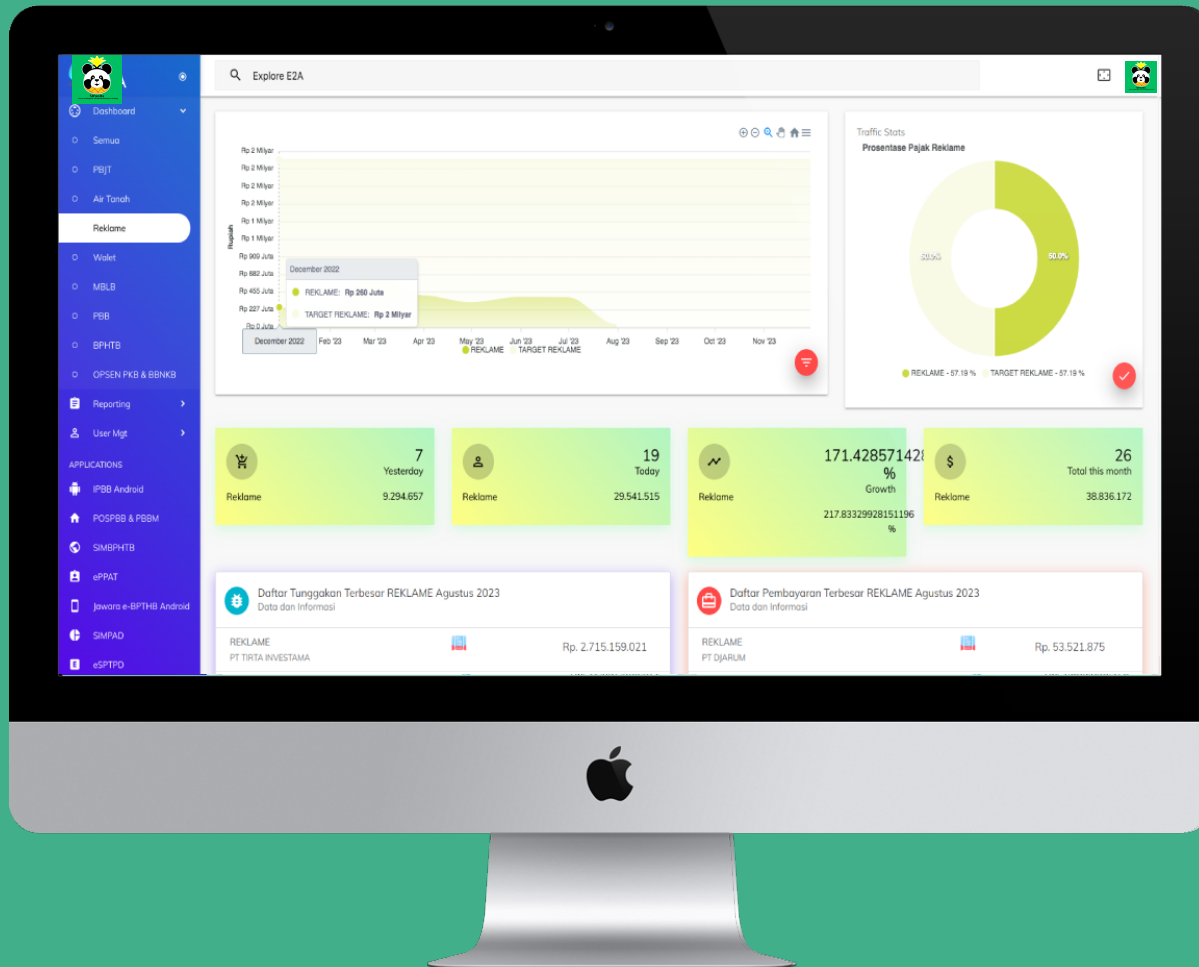 Explore E2A
Dashboard
Semua
PBJT
Air Tanah
Reklame
Walet
MBLB
PBB
BPHTB
OPSEN PKB & BBNKB
Reporting
User Mgt
APPLICATIONS
IPBB Android
POSPBB & PBBM
SIMBPHTB
ePPAT
Jawara e-BPTHB Android
SIMPAD
eSPTPD
Rp 2 Milyar
Rp 2 Milyar
Rp 2 Milyar
Rp 2 Milyar
Rp 1 Milyar
Rp 1 Milyar
Rp 909 Juta
Rp 682 Juta
Rp 455 Juta
Rp 227 Juta
Rp 0 Juta
Rupiah
December 2022
REKLAME: Rp 260 Juta
TARGET REKLAME: Rp 2 Milyar
December 2022 Feb '23 Mar '23 Apr '23 May '23 Jun '23 Jul '23 Aug '23 Sep '23 Oct '23 Nov '23
REKLAME TARGET REKLAME
Traffic Stats
Prosentase Pajak Reklame
50.0% 50.0%
REKLAME - 57.19 % TARGET REKLAME - 57.19 %
7
Yesterday
Reklame 9.294.657
19
Today
Reklame 29.541.515
171.428571428
%
Growth
Reklame
217.83329928151196
%
26
Total this month
Reklame 38.836.172
Daftar Tunggakan Terbesar REKLAME Agustus 2023
Data dan Informasi
REKLAME
PT TIRTA INVESTAMA
Rp. 2.715.159.021
Daftar Pembayaran Terbesar REKLAME Agustus 2023
Data dan Informasi
REKLAME
PT DJARUM
Rp. 53.521.875